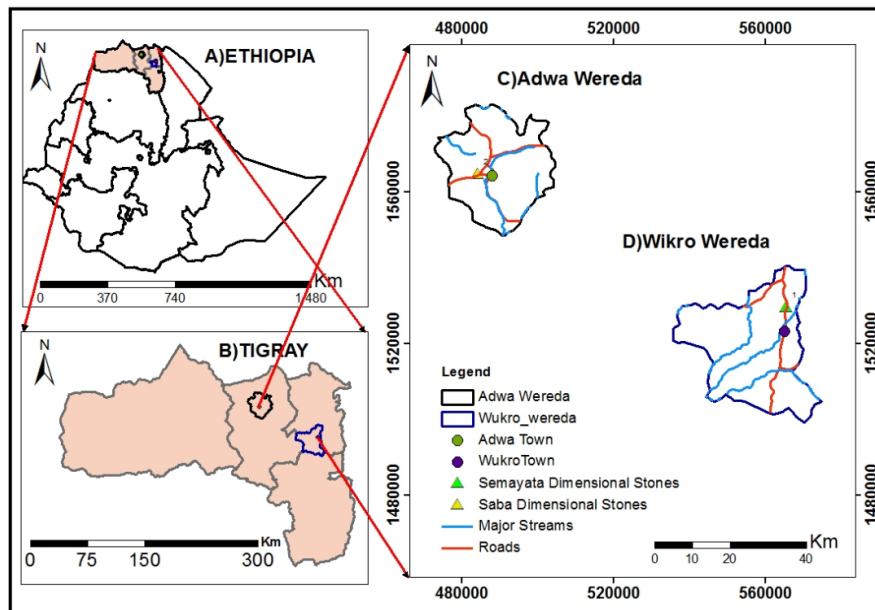 N
A)ETHIOPIA
Km
0 370 740 1,480
N
B)TIGRAY
Km
0 75 150 300
480000 520000 560000
N
C)Adwa Wereda
2
1560000
D)Wikro Wereda
1
1520000
Legend
Adwa Wereda
Wukro_wereda
Adwa Town
WukroTown
Semayata Dimensional Stones
Saba Dimensional Stones
Major Streams
Roads
1480000
Km
0 10 20 40
480000 520000 560000
1560000
1520000
1480000